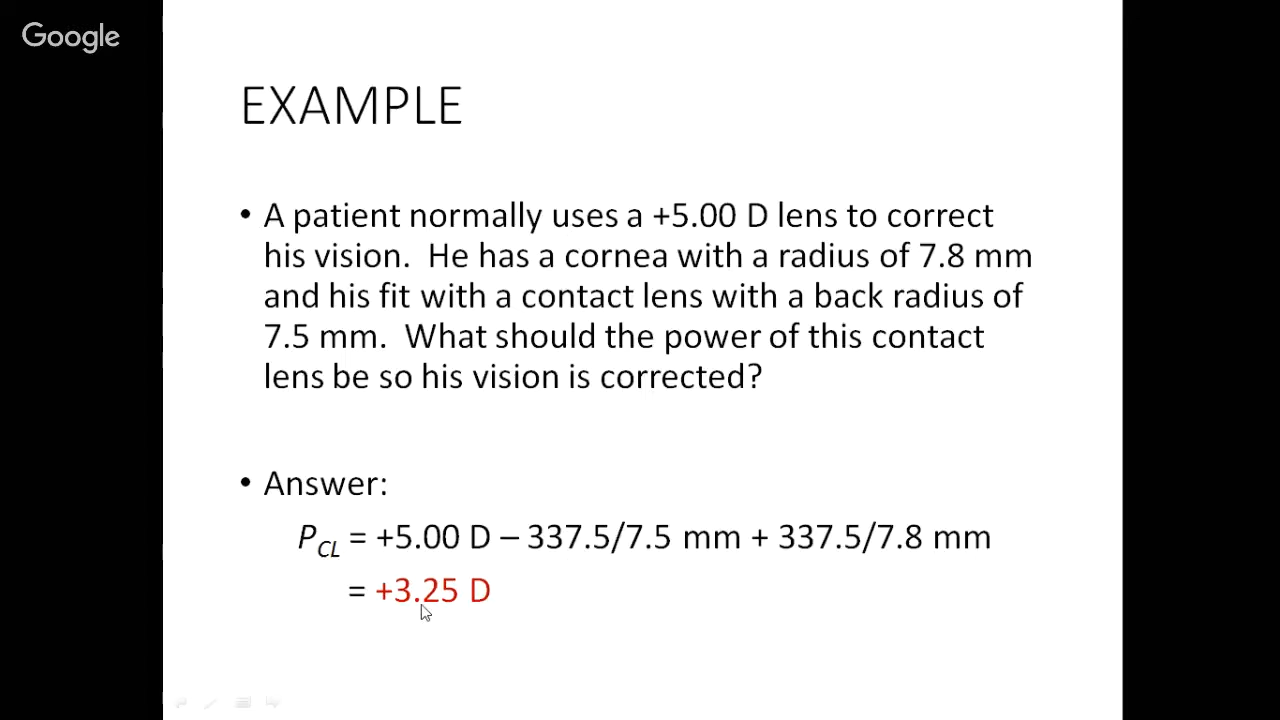 Google
EXAMPLE
• A patient normally uses a +5.00 D lens to correct
his vision. He has a cornea with a radius of 7.8 mm
and his fit with a contact lens with a back radius of
7.5 mm. What should the power of this contact
lens be so his vision is corrected?
• Answer:
P_CL = +5.00 D – 337.5/7.5 mm + 337.5/7.8 mm
= +3.25 D